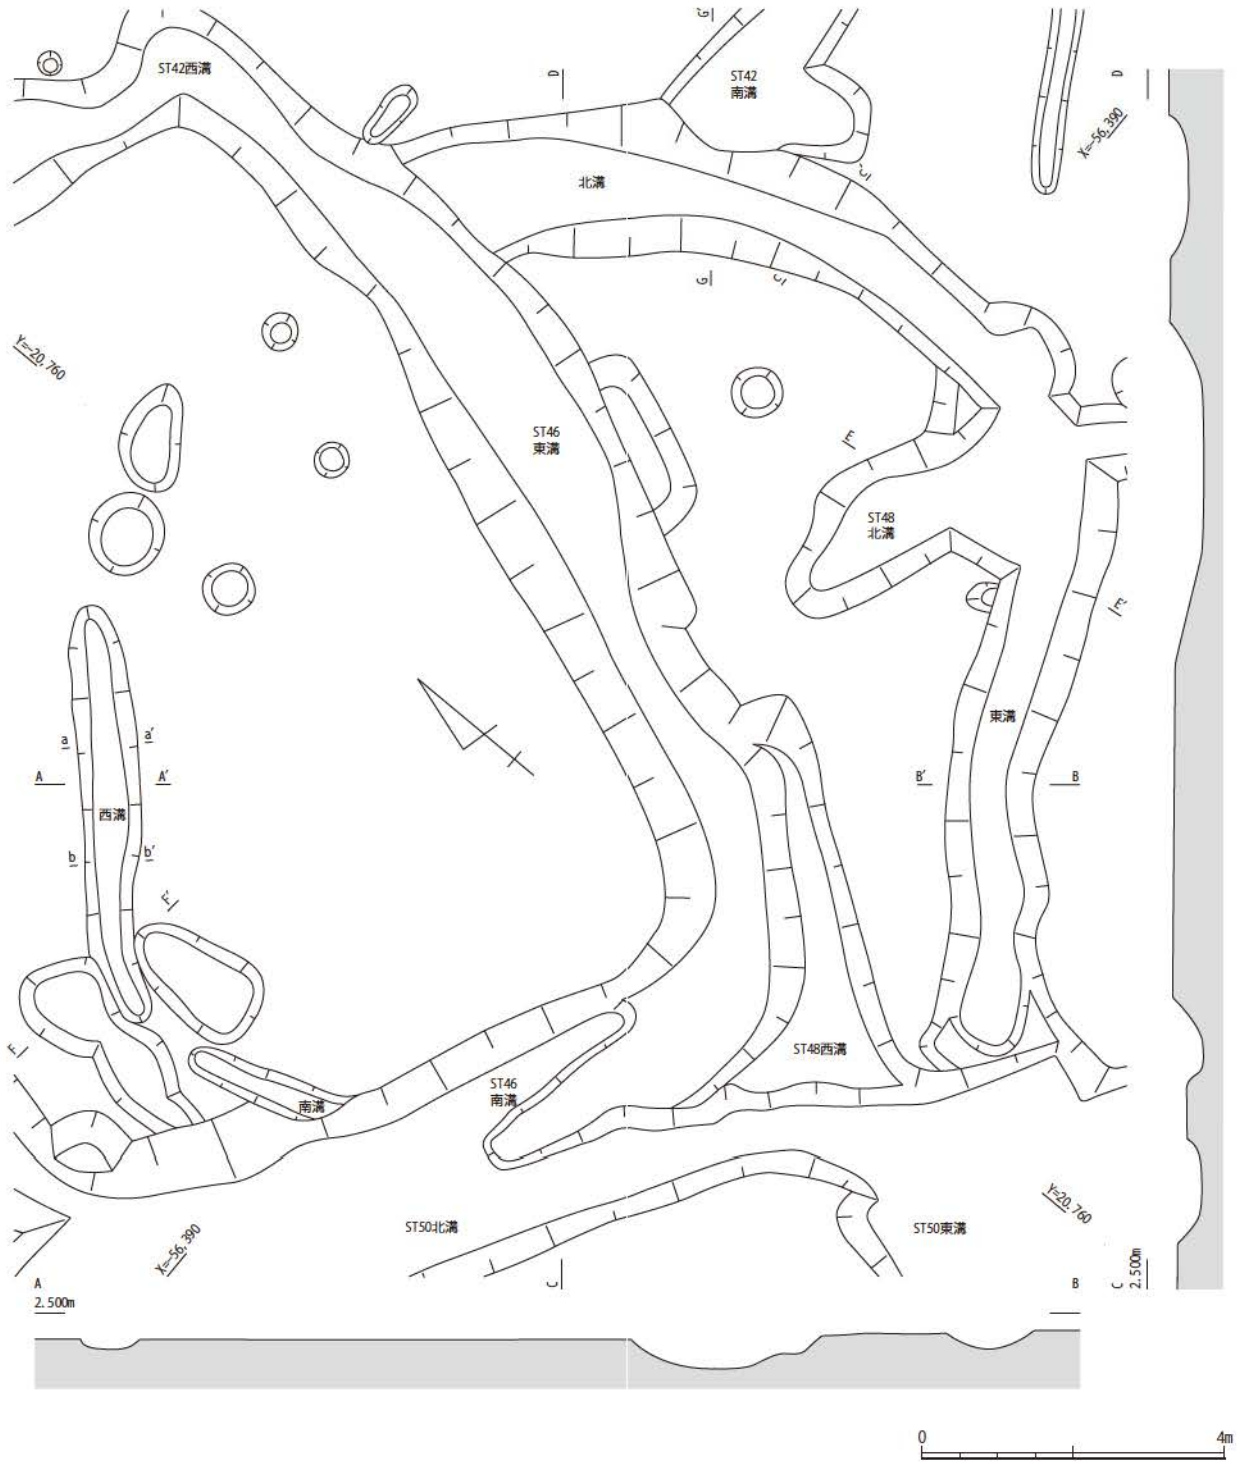 G'
D
D
ST42西溝
ST42
南溝
X=-56,390
C'
北溝
G
C'
Y=-20,760
ST46
東溝
E
ST48
北溝
E'
東溝
a
a'
A
A'
B'
B
西溝
b
b'
F'
F
ST48西溝
ST46
南溝
南溝
Y=20,760
ST50北溝
ST50東溝
X=-56,390
A
2.500m
C
B
C
2.500m
0
4m